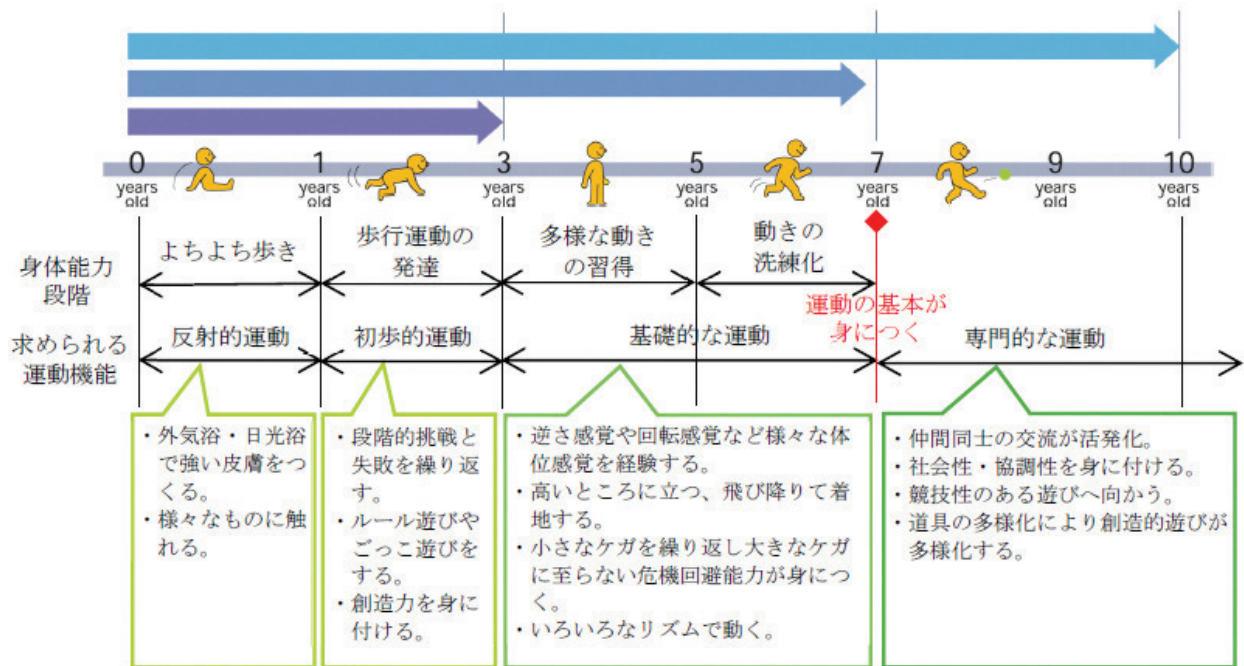 0
years
old
1
years
old
3
years
old
5
years
old
7
years
old
9
years
old
10
years
old
身体能力
段階
よちよち歩き
歩行運動の
発達
多様な動き
の習得
動きの
洗練化
運動の基本が
身につく
求められる
運動機能
反射的運動
初歩的運動
基礎的な運動
専門的な運動
・外気浴・日光浴
で強い皮膚をつ
くる。
・様々なものに触
れる。
・段階的挑戦と
失敗を繰り返
す。
・ルール遊びや
ごっこ遊びを
する。
・創造力を身に
付ける。
・逆さ感覚や回転感覚など様々な体
位感覚を経験する。
・高いところに立つ、飛び降りて着
地する。
・小さなケガを繰り返し大きなケガ
に至らない危機回避能力が身につ
く。
・いろいろなリズムで動く。
・仲間同士の交流が活発化。
・社会性・協調性を身に付ける。
・競技性のある遊びへ向かう。
・道具の多様化により創造的遊びが
多様化する。